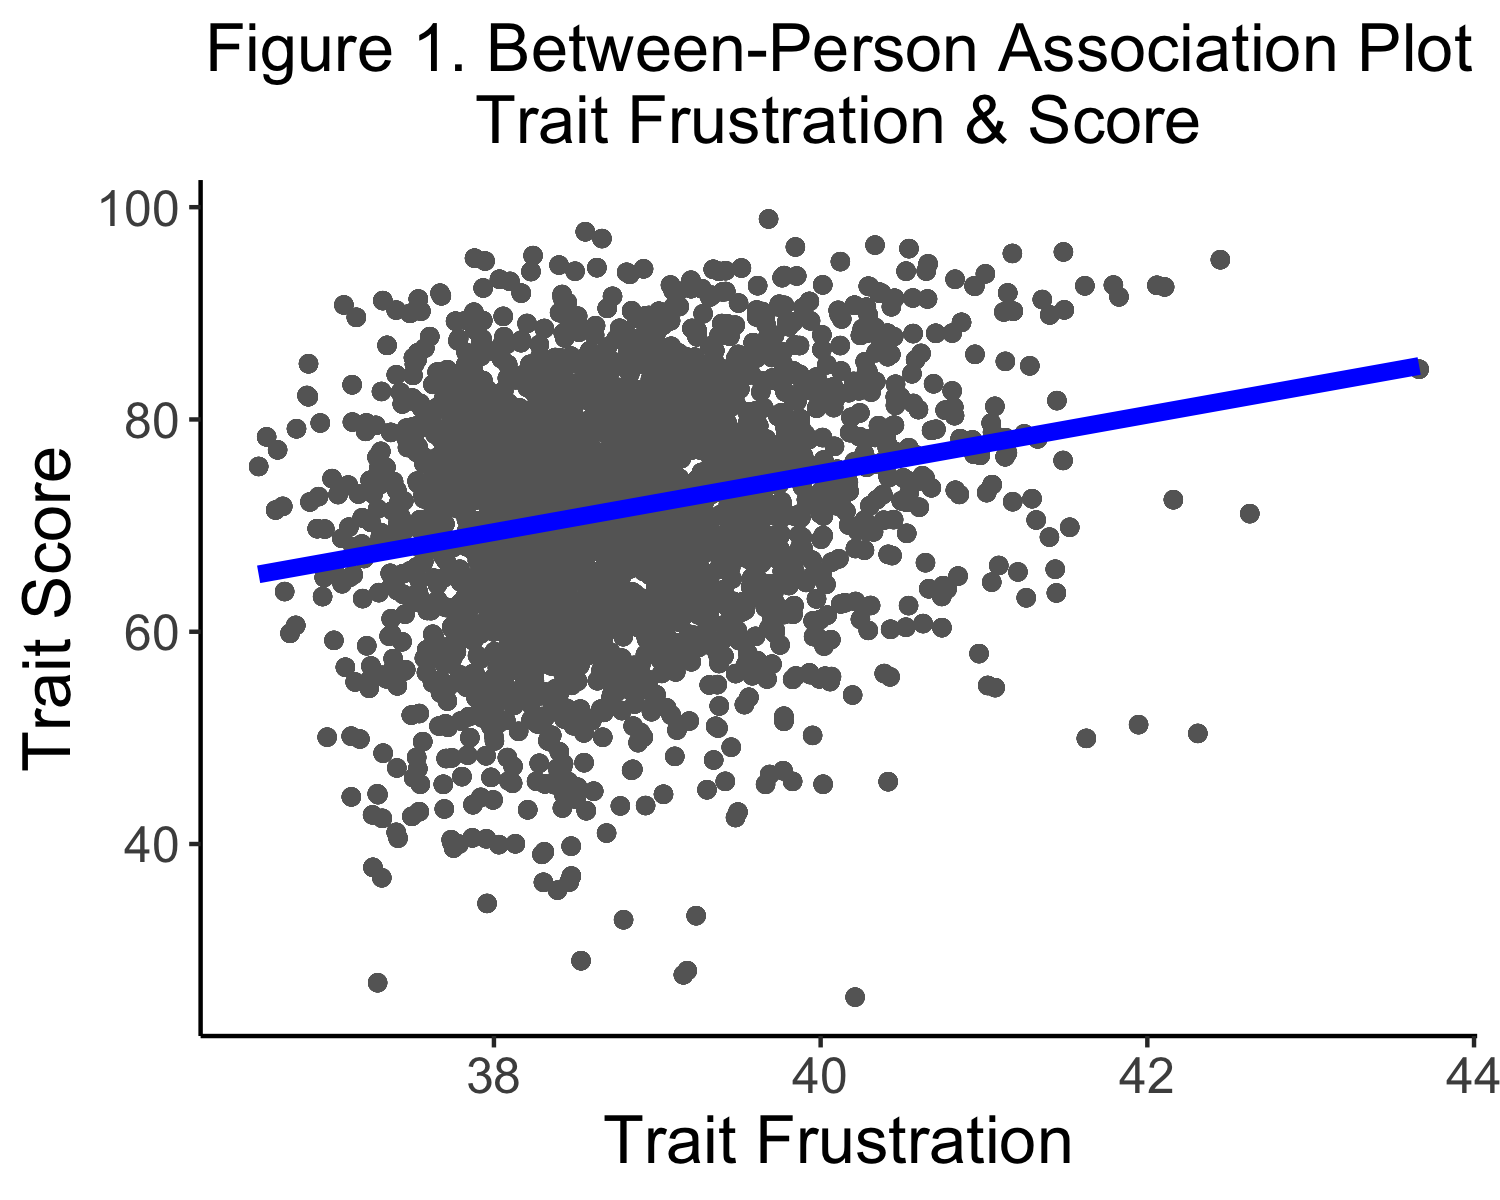 Figure 1. Between-Person Association Plot
Trait Frustration & Score
100
80
60
40
Trait Score
38
40
42
44
Trait Frustration